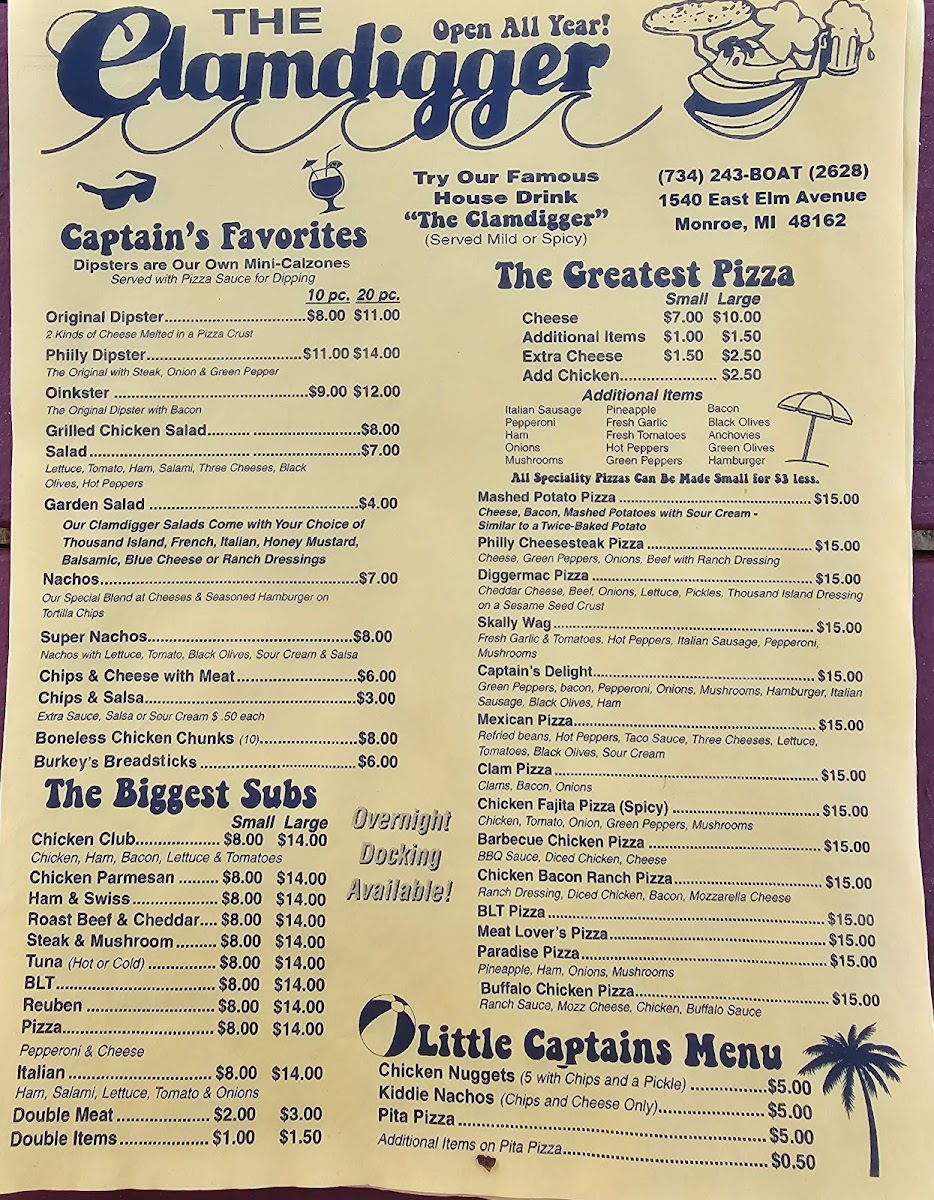 THE
Clamdigger
Open All Year!
Try Our Famous
House Drink
"The Clamdigger"
(Served Mild or Spicy)
(734) 243-BOAT (2628)
1540 East Elm Avenue
Monroe, MI 48162
Captain's Favorites
Dipsters are Our Own Mini-Calzones
Served with Pizza Sauce for Dipping
10 pc. 20 pc.
Original Dipster..............................$8.00 $11.00
2 Kinds of Cheese Melted in a Pizza Crust
Philly Dipster..............................$11.00 $14.00
The Original with Steak, Onion & Green Pepper
Oinkster ..............................$9.00 $12.00
The Original Dipster with Bacon
Grilled Chicken Salad..............................$8.00
Salad..............................$7.00
Lettuce, Tomato, Ham, Salami, Three Cheeses, Black
Olives, Hot Peppers
Garden Salad ..............................$4.00
Our Clamdigger Salads Come with Your Choice of
Thousand Island, French, Italian, Honey Mustard,
Balsamic, Blue Cheese or Ranch Dressings
Nachos..............................$7.00
Our Special Blend at Cheeses & Seasoned Hamburger on
Tortilla Chips
Super Nachos..............................$8.00
Nachos with Lettuce, Tomato, Black Olives, Sour Cream & Salsa
Chips & Cheese with Meat..............................$6.00
Chips & Salsa..............................$3.00
Extra Sauce, Salsa or Sour Cream $ .50 each
Boneless Chicken Chunks (10)..............................$8.00
Burkey's Breadsticks ..............................$6.00
The Biggest Subs
Small Large
Chicken Club.................... $8.00 $14.00
Chicken, Ham, Bacon, Lettuce & Tomatoes
Chicken Parmesan ......... $8.00 $14.00
Ham & Swiss.................... $8.00 $14.00
Roast Beef & Cheddar.... $8.00 $14.00
Steak & Mushroom......... $8.00 $14.00
Tuna (Hot or Cold) ............... $8.00 $14.00
BLT.................... $8.00 $14.00
Reuben .................... $8.00 $14.00
Pizza.................... $8.00 $14.00
Pepperoni & Cheese
Italian .................... $8.00 $14.00
Ham, Salami, Lettuce, Tomato & Onions
Double Meat .................... $2.00 $3.00
Double Items.................... $1.00 $1.50
Overnight
Docking
Available!
The Greatest Pizza
Small Large
Cheese $7.00 $10.00
Additional Items $1.00 $1.50
Extra Cheese $1.50 $2.50
Add Chicken.................... $2.50
Additional Items
Italian Sausage Pineapple Bacon
Pepperoni Fresh Garlic Black Olives
Ham Fresh Tomatoes Anchovies
Onions Hot Peppers Green Olives
Mushrooms Green Peppers Hamburger
All Speciality Pizzas Can Be Made Small for $3 less.
Mashed Potato Pizza ..............................$15.00
Cheese, Bacon, Mashed Potatoes with Sour Cream -
Similar to a Twice-Baked Potato
Philly Cheesesteak Pizza ..............................$15.00
Cheese, Green Peppers, Onions, Beef with Ranch Dressing
Diggermac Pizza ..............................$15.00
Cheddar Cheese, Beef, Onions, Lettuce, Pickles, Thousand Island Dressing
on a Sesame Seed Crust
Skally Wag ..............................$15.00
Fresh Garlic & Tomatoes, Hot Peppers, Italian Sausage, Pepperoni,
Mushrooms
Captain's Delight..............................$15.00
Green Peppers, bacon, Pepperoni, Onions, Mushrooms, Hamburger, Italian
Sausage, Black Olives, Ham
Mexican Pizza..............................$15.00
Refried beans, Hot Peppers, Taco Sauce, Three Cheeses, Lettuce,
Tomatoes, Black Olives, Sour Cream
Clam Pizza ..............................$15.00
Clams, Bacon, Onions
Chicken Fajita Pizza (Spicy) ..............................$15.00
Chicken, Tomato, Onion, Green Peppers, Mushrooms
Barbecue Chicken Pizza ..............................$15.00
BBQ Sauce, Diced Chicken, Cheese
Chicken Bacon Ranch Pizza..............................$15.00
Ranch Dressing, Diced Chicken, Bacon, Mozzarella Cheese
BLT Pizza ..............................$15.00
Meat Lover's Pizza..............................$15.00
Paradise Pizza..............................$15.00
Pineapple, Ham, Onions, Mushrooms
Buffalo Chicken Pizza..............................$15.00
Ranch Sauce, Mozz Cheese, Chicken, Buffalo Sauce
Little Captains Menu
Chicken Nuggets (5 with Chips and a Pickle) ....................$5.00
Kiddie Nachos (Chips and Cheese Only)....................$5.00
Pita Pizza ..............................$5.00
Additional Items on Pita Pizza..............................$0.50